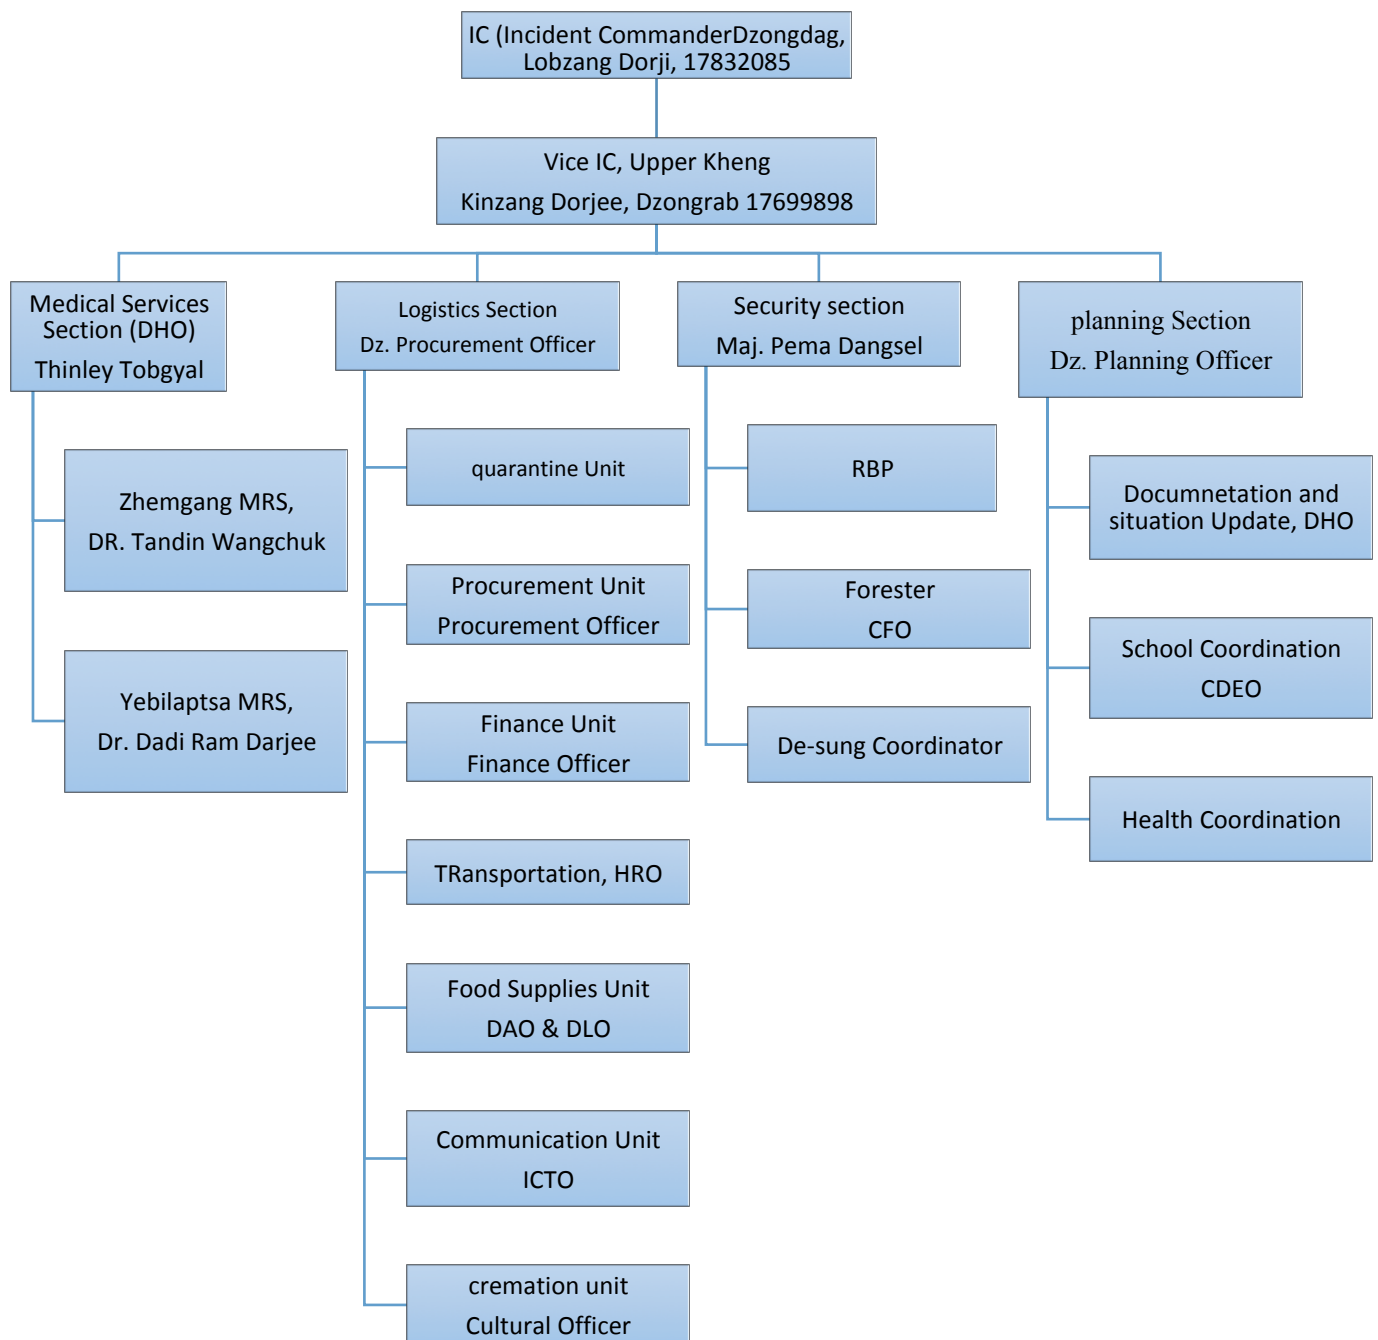 IC (Incident CommanderDzongdag,
Lobzang Dorji, 17832085
Vice IC, Upper Kheng
Kinzang Dorjee, Dzongrab 17699898
Medical Services
Section (DHO)
Thinley Tobgyal
Zhemgang MRS,
DR. Tandin Wangchuk
Yebilaptsa MRS,
Dr. Dadi Ram Darjee
Logistics Section
Dz. Procurement Officer
quarantine Unit
Procurement Unit
Procurement Officer
Finance Unit
Finance Officer
TRansportation, HRO
Food Supplies Unit
DAO & DLO
Communication Unit
ICTO
cremation unit
Cultural Officer
Security section
Maj. Pema Dangsel
RBP
Forester
CFO
De-sung Coordinator
planning Section
Dz. Planning Officer
Documnetation and
situation Update, DHO
School Coordination
CDEO
Health Coordination